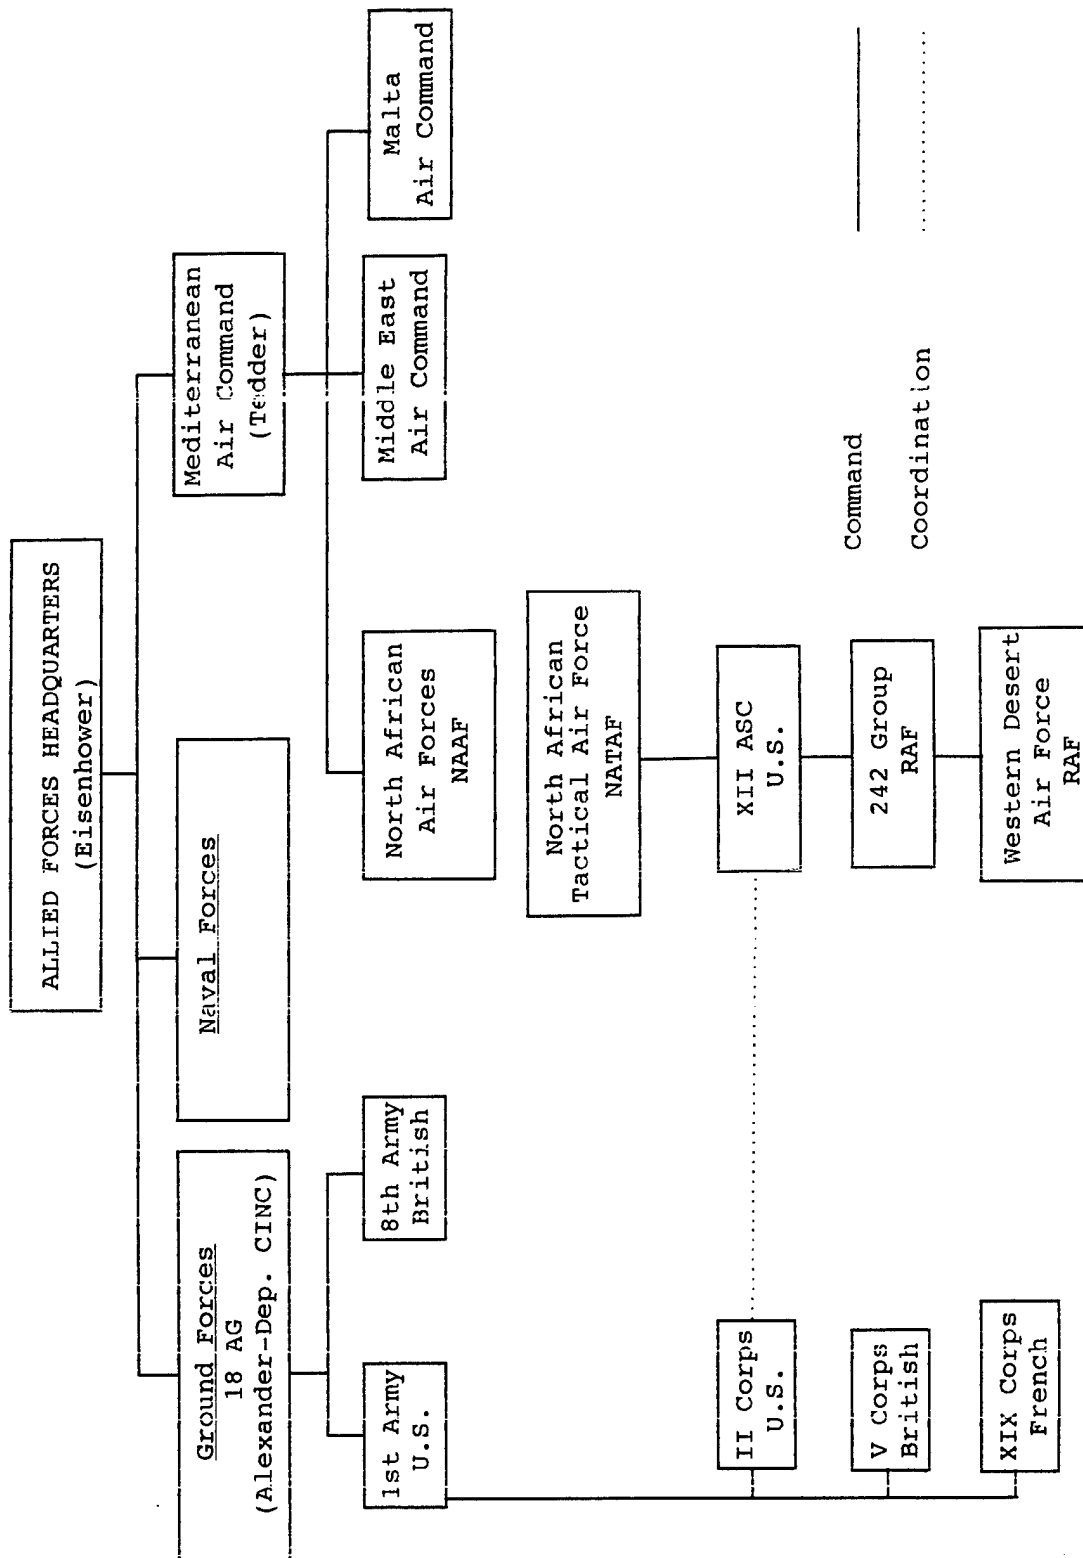 ALLIED FORCES HEADQUARTERS
(Eisenhower)
Ground Forces
18 AG
(Alexander-Dep. CINC)
Naval Forces
Mediterranean
Air Command
(Tedder)
1st Army
U.S.
8th Army
British
North African
Air Forces
NAAF
Middle East
Air Command
Malta
Air Command
North African
Tactical Air Force
NATAF
II Corps
U.S.
XII ASC
U.S.
V Corps
British
242 Group
RAF
XIX Corps
French
Western Desert
Air Force
RAF
Command
Coordination